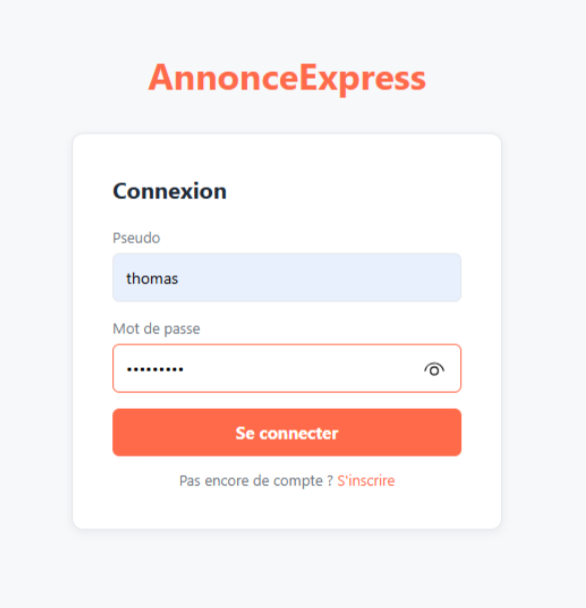 AnnonceExpress
Connexion
Pseudo
thomas
Mot de passe
•••••••••
Se connecter
Pas encore de compte ? S'inscrire